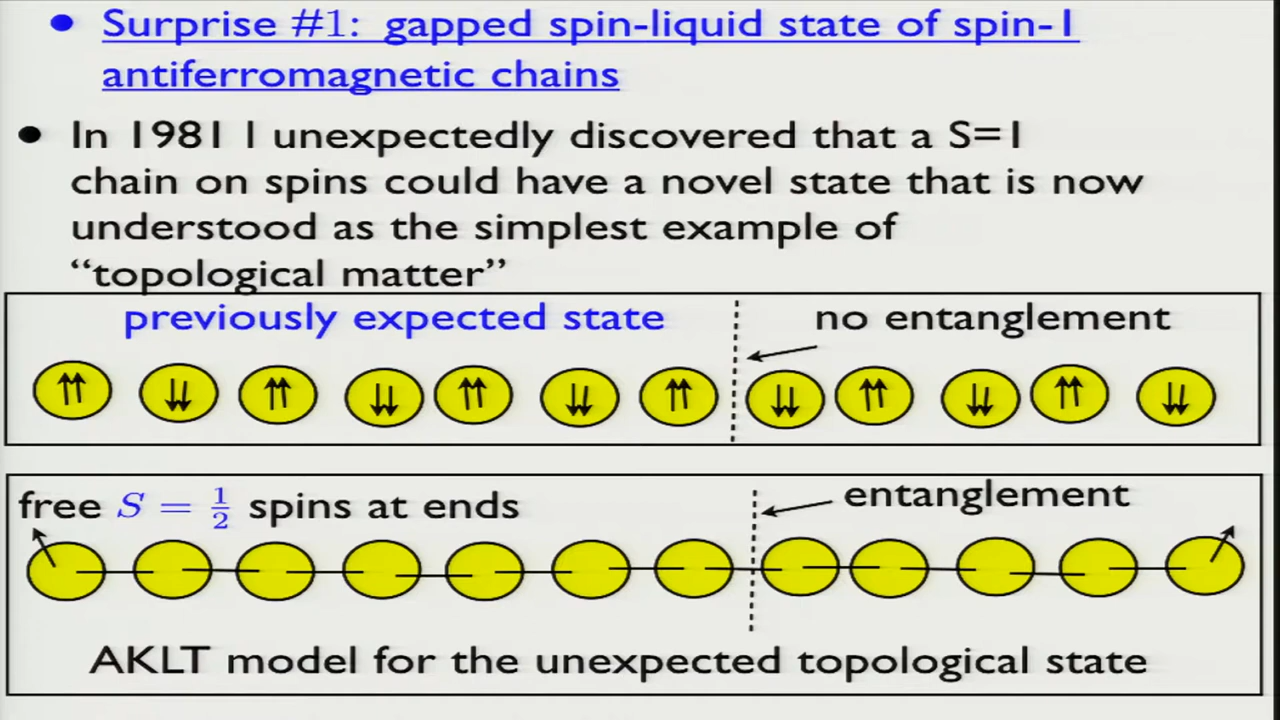 • Surprise #1: gapped spin-liquid state of spin-1
antiferromagnetic chains
• In 1981 I unexpectedly discovered that a S=1
chain on spins could have a novel state that is now
understood as the simplest example of
“topological matter”
previously expected state
no entanglement
free S = 1/2 spins at ends
entanglement
AKLT model for the unexpected topological state